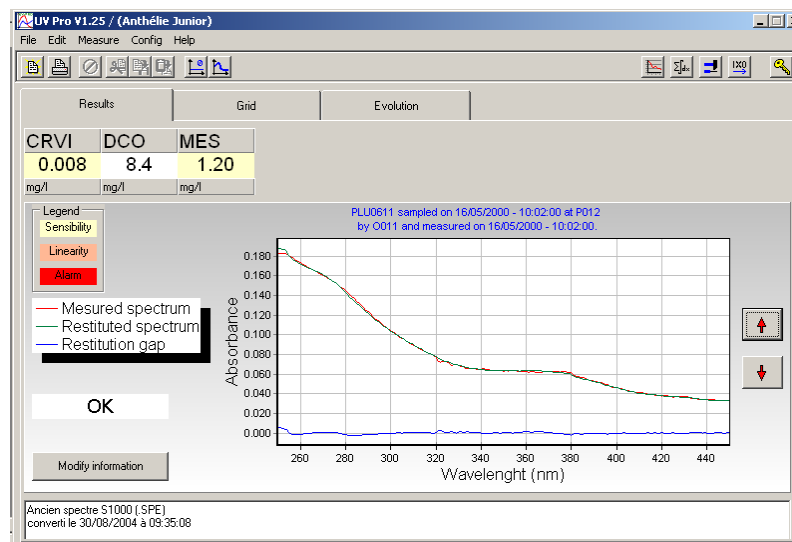 UV Pro V1.25 / (Anthélie Junior)
File Edit Measure Config Help
Results Grid Evolution
CRVI DCO MES
0.008 8.4 1.20
mg/l mg/l mg/l
Legend
Sensibility
Linearity
Alarm
Mesured spectrum
Restituted spectrum
Restitution gap
OK
Modify information
PLU0611 sampled on 16/05/2000 - 10:02:00 at P012
by O011 and measured on 16/05/2000 - 10:02:00.
Absorbance
0.180
0.160
0.140
0.120
0.100
0.080
0.060
0.040
0.020
0.000
260 280 300 320 340 360 380 400 420 440
Wavelenght (nm)
Ancien spectre S1000 (.SPE)
converti le 30/08/2004 à 09:35:08